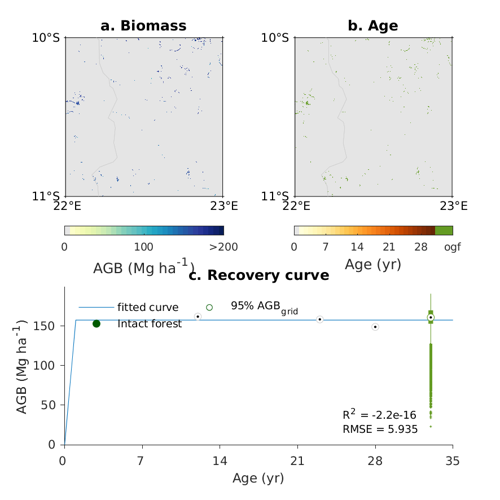 a. Biomass
b. Age
10°S
11°S
22°E
23°E
10°S
11°S
22°E
23°E
0
100
>200
AGB (Mg ha-1)
0
7
14
21
28
ogf
Age (yr)
c. Recovery curve
fitted curve
95% AGBgrid
Intact forest
AGB (Mg ha-1)
150
100
50
0
R2 = -2.2e-16
RMSE = 5.935
0
7
14
21
28
35
Age (yr)